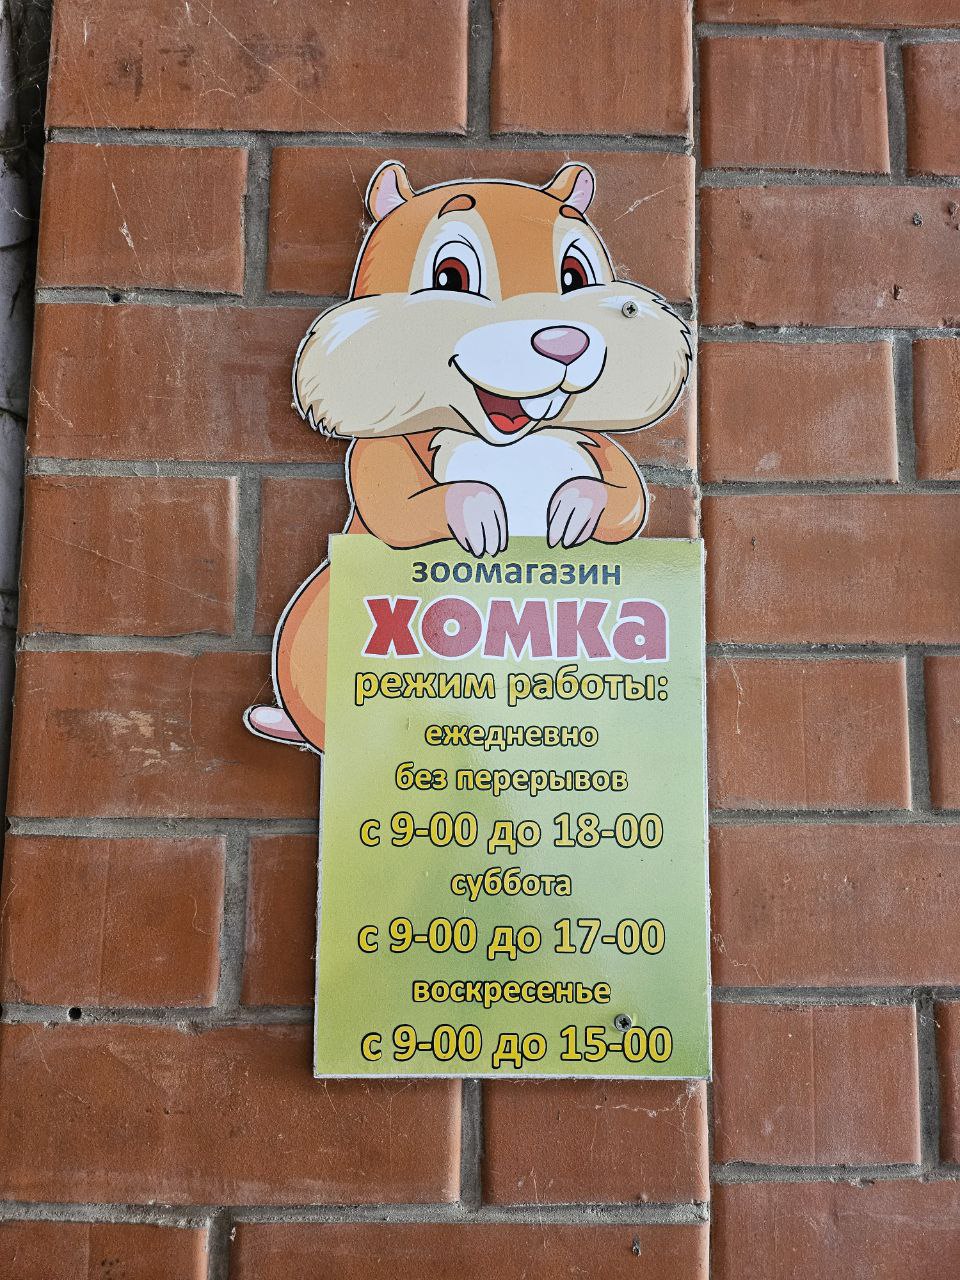 зоомагазин
хомка
режим работы:
ежедневно
без перерывов
с 9-00 до 18-00
суббота
с 9-00 до 17-00
воскресенье
с 9-00 до 15-00